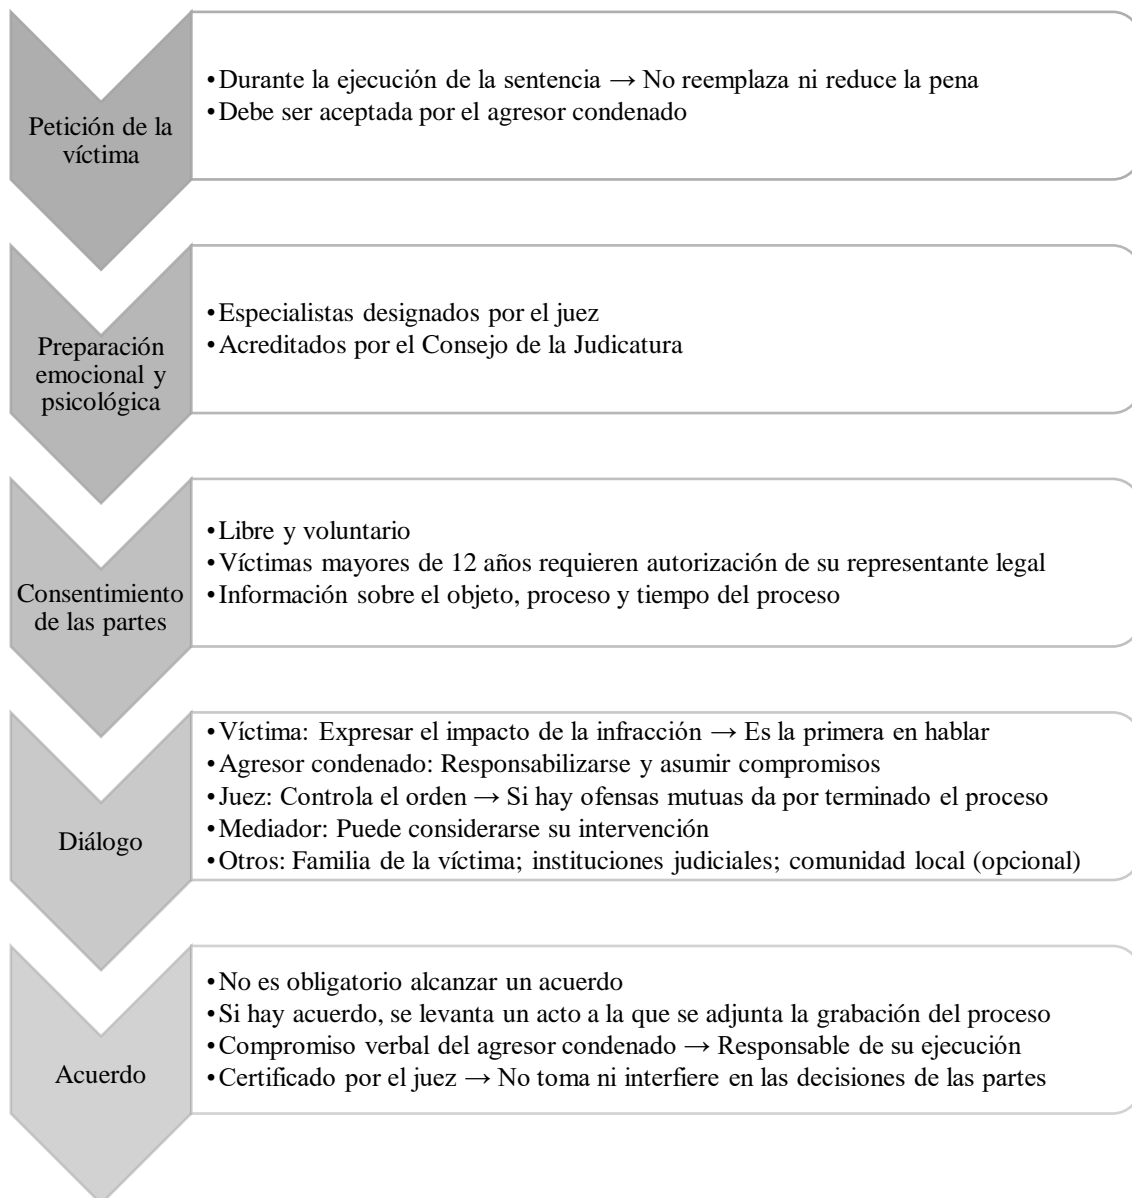 Petición de la
víctima
•Durante la ejecución de la sentencia → No reemplaza ni reduce la pena
•Debe ser aceptada por el agresor condenado
Preparación
emocional y
psicológica
•Especialistas designados por el juez
•Acreditados por el Consejo de la Judicatura
Consentimiento
de las partes
•Libre y voluntario
•Víctimas mayores de 12 años requieren autorización de su representante legal
•Información sobre el objeto, proceso y tiempo del proceso
Diálogo
•Víctima: Expresar el impacto de la infracción → Es la primera en hablar
•Agresor condenado: Responsabilizarse y asumir compromisos
•Juez: Controla el orden → Si hay ofensas mutuas da por terminado el proceso
•Mediador: Puede considerarse su intervención
•Otros: Familia de la víctima; instituciones judiciales; comunidad local (opcional)
Acuerdo
•No es obligatorio alcanzar un acuerdo
•Si hay acuerdo, se levanta un acto a la que se adjunta la grabación del proceso
•Compromiso verbal del agresor condenado → Responsable de su ejecución
•Certificado por el juez → No toma ni interfiere en las decisiones de las partes